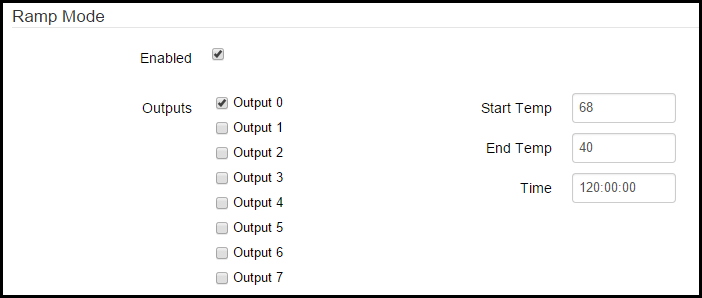 Ramp Mode
Enabled
Outputs
Output 0
Output 1
Output 2
Output 3
Output 4
Output 5
Output 6
Output 7
Start Temp 68
End Temp 40
Time 120:00:00